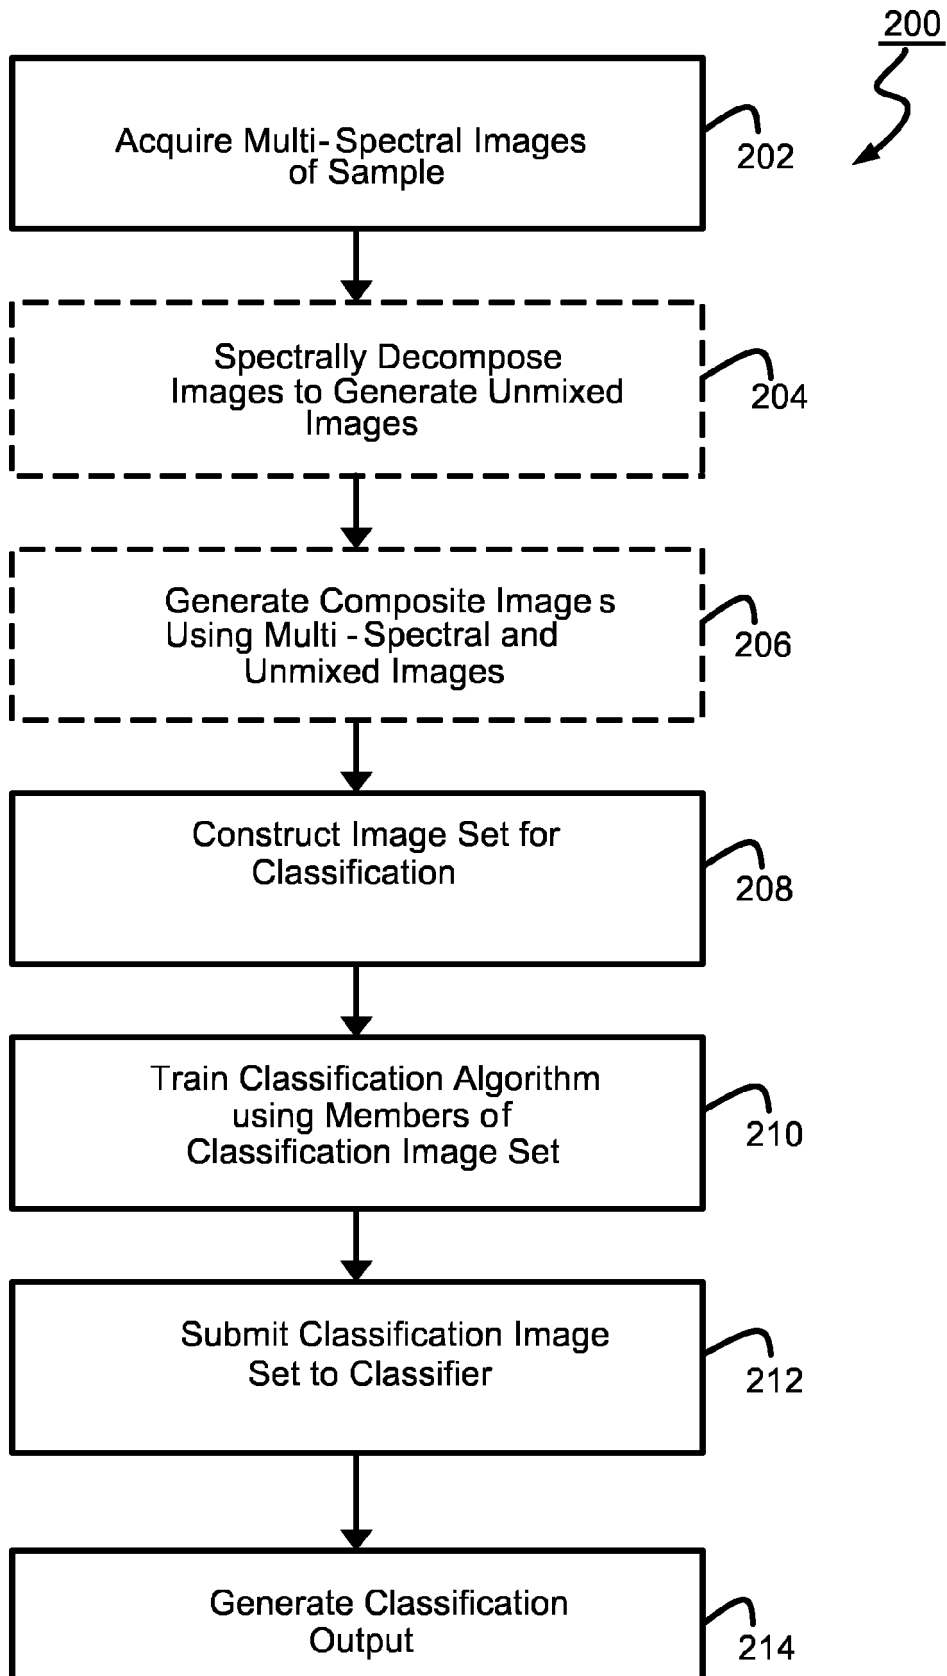 200
Acquire Multi-Spectral Images
of Sample
202
Spectrally Decompose
Images to Generate Unmixed
Images
204
Generate Composite Images
Using Multi-Spectral and
Unmixed Images
206
Construct Image Set for
Classification
208
Train Classification Algorithm
using Members of
Classification Image Set
210
Submit Classification Image
Set to Classifier
212
Generate Classification
Output
214